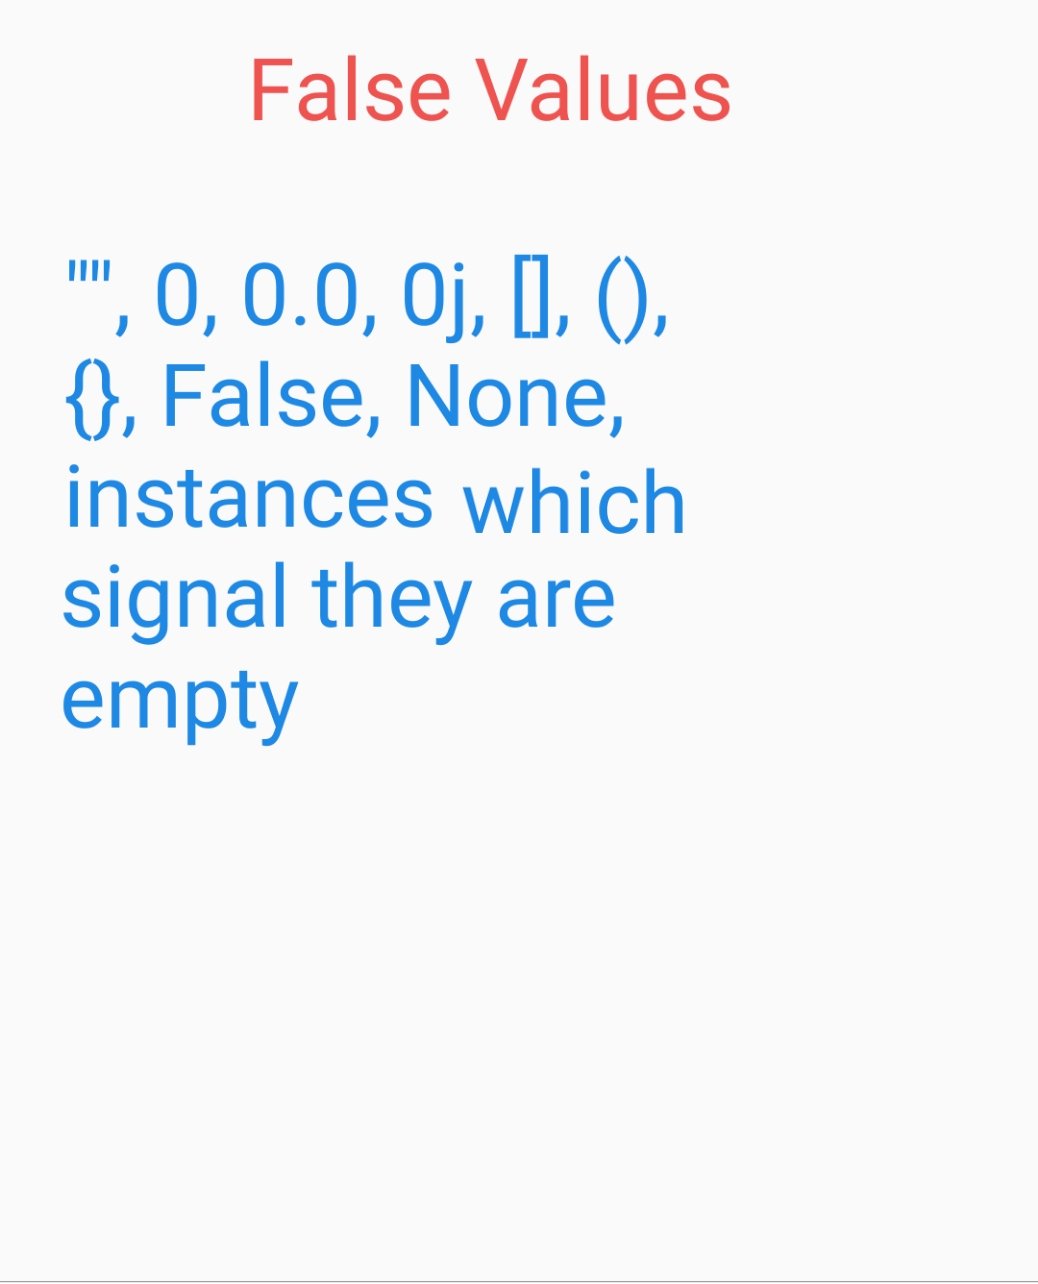 False Values
"", 0, 0.0, 0j, [], (),
{}, False, None,
instances which
signal they are
empty